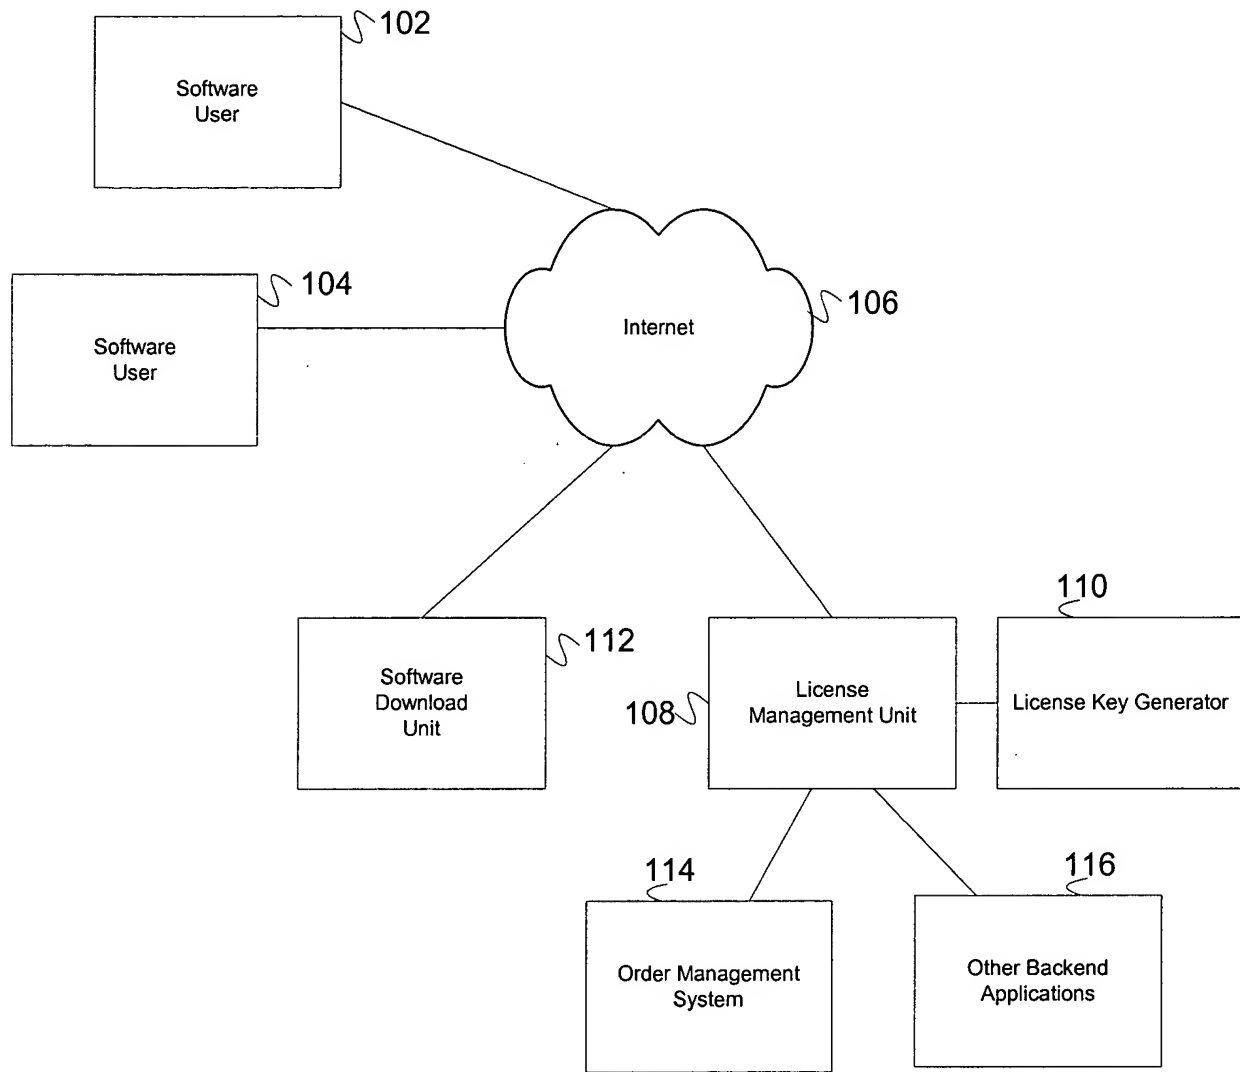 102
Software
User
104
Software
User
106
Internet
112
Software
Download
Unit
108
License
Management Unit
110
License Key Generator
114
Order Management
System
116
Other Backend
Applications